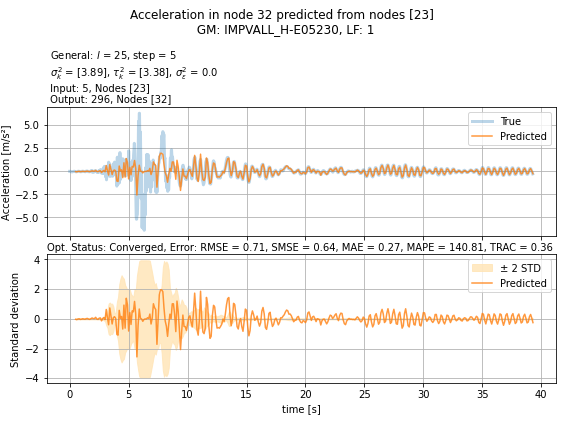 Acceleration in node 32 predicted from nodes [23]
GM: IMPVALL_H-E05230, LF: 1
General: l = 25, step = 5
σ²ₖ = [3.89], τ²ₖ = [3.38], σ²ε = 0.0
Input: 5, Nodes [23]
Output: 296, Nodes [32]
Acceleration [m/s²]
5.0
2.5
0.0
−2.5
−5.0
True
Predicted
Opt. Status: Converged, Error: RMSE = 0.71, SMSE = 0.64, MAE = 0.27, MAPE = 140.81, TRAC = 0.36
Standard deviation
4
2
0
−2
−4
± 2 STD
Predicted
0 5 10 15 20 25 30 35 40
time [s]